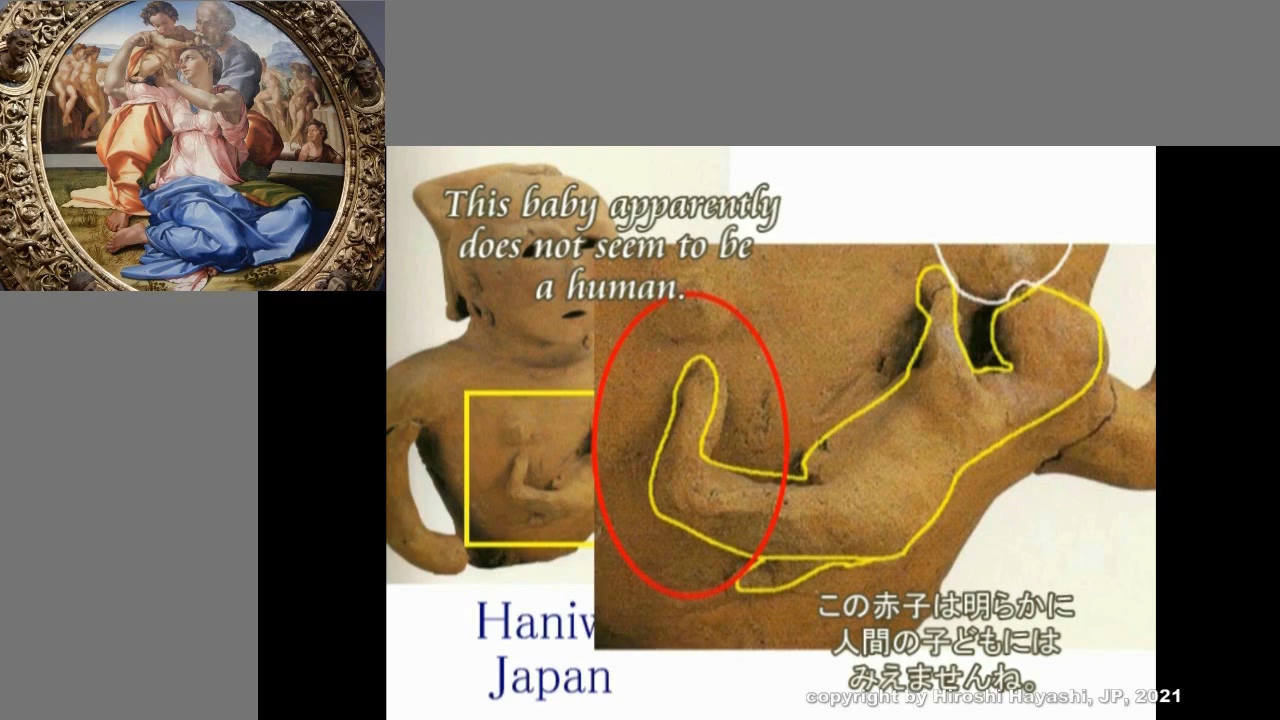 This baby apparently
does not seem to be
a human.
Haniw
Japan
この赤子は明らかに
人間の子どもには
みえませんね。
copyright by Hiroshi Hayashi, JP, 2021